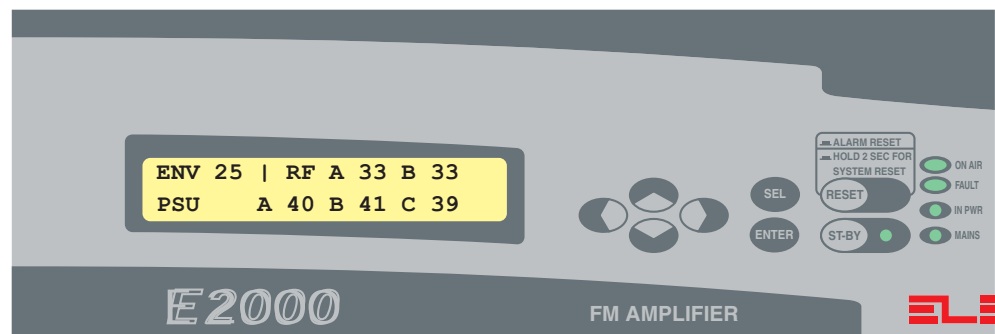 ENV 25 | RF A 33 B 33
PSU A 40 B 41 C 39
SEL
ENTER
ALARM RESET
HOLD 2 SEC FOR
SYSTEM RESET
RESET
ST-BY
ON AIR
FAULT
IN PWR
MAINS
E2000
FM AMPLIFIER